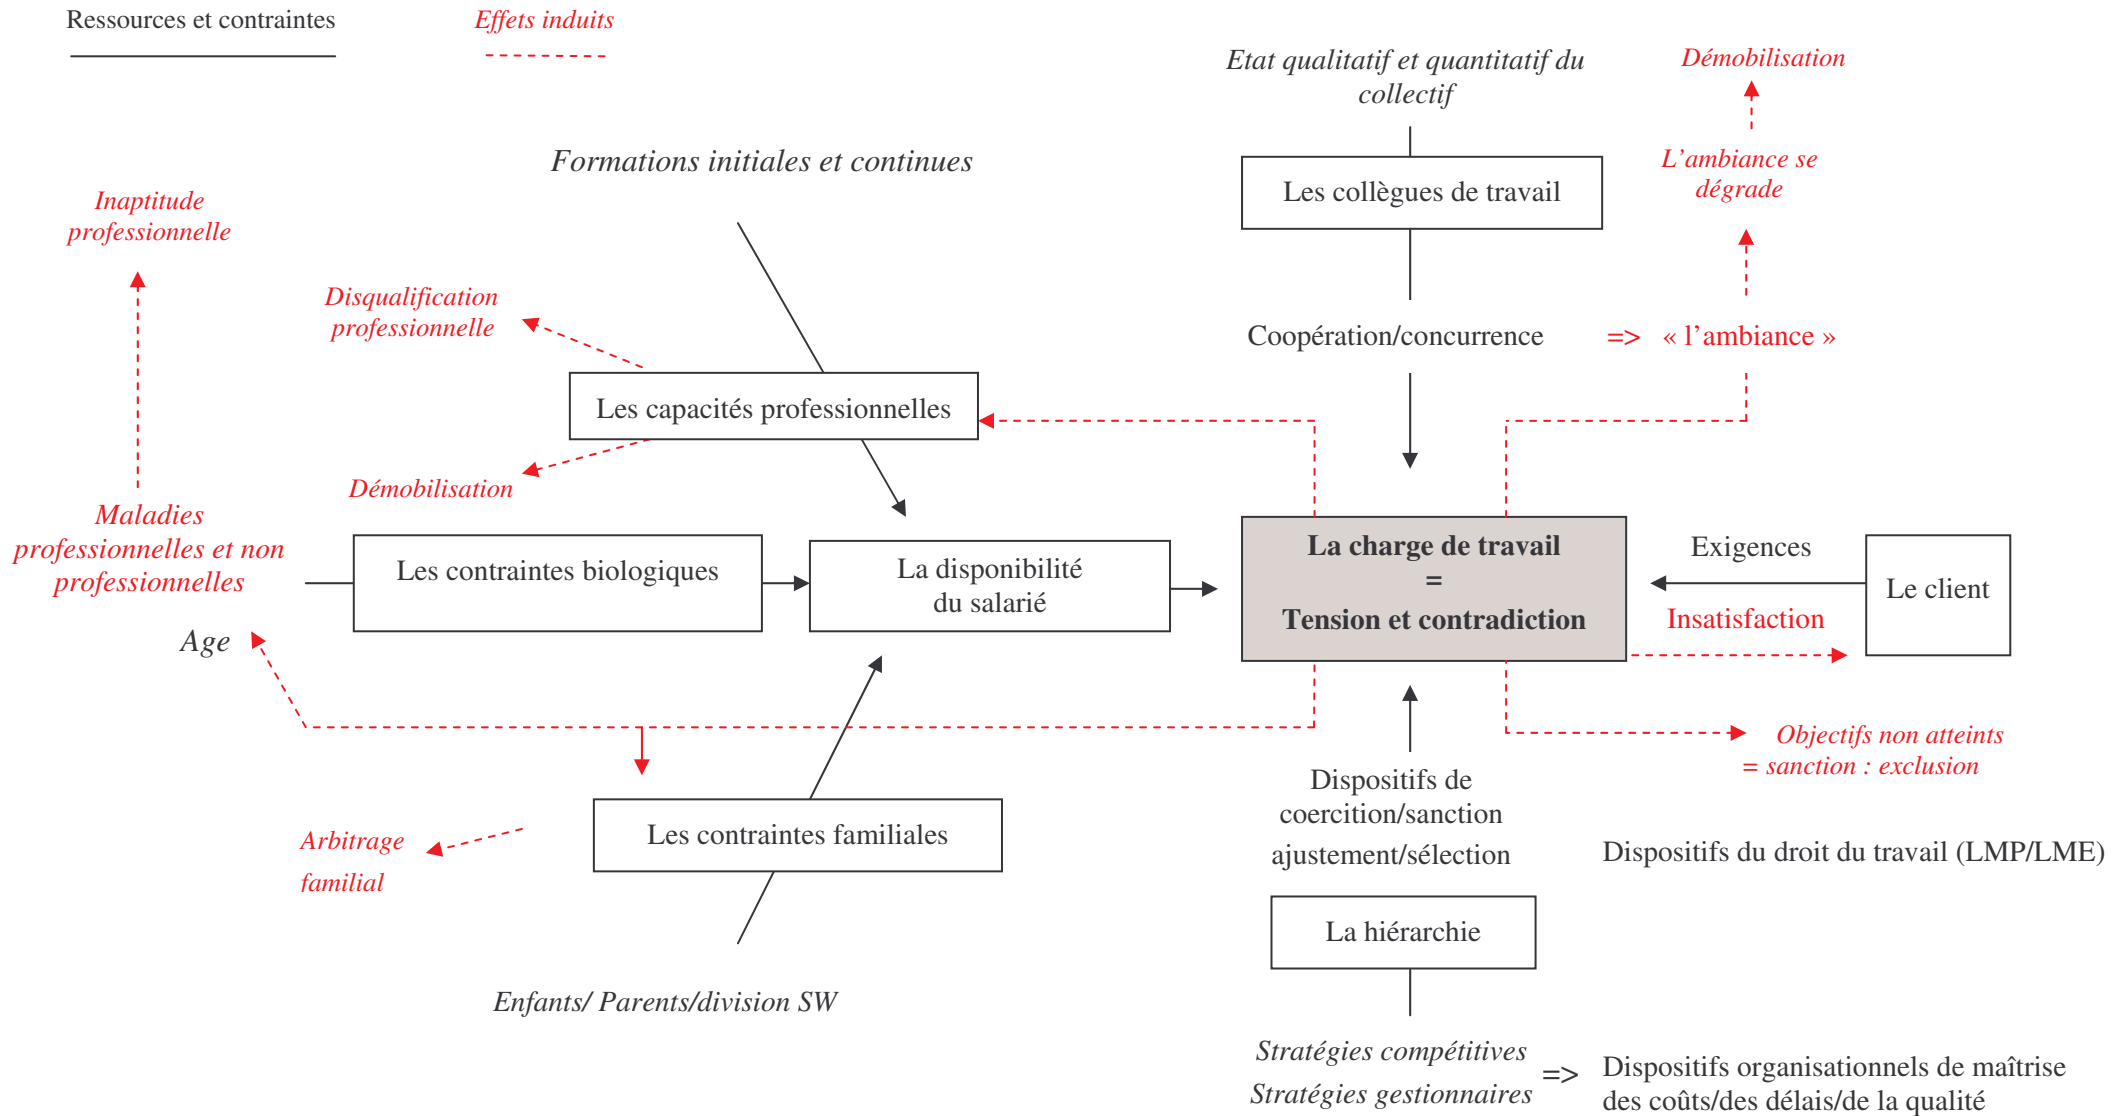 Ressources et contraintes
Effets induits
Etat qualitatif et quantitatif du
collectif
Démobilisation
Formations initiales et continues
L'ambiance se
dégrade
Les collègues de travail
Inaptitude
professionnelle
Disqualification
professionnelle
Coopération/concurrence
=> « l'ambiance »
Les capacités professionnelles
Démobilisation
Maladies
professionnelles et non
professionnelles
Age
Les contraintes biologiques
La disponibilité
du salarié
La charge de travail
=
Tension et contradiction
Exigences
Insatisfaction
Le client
Objectifs non atteints
= sanction : exclusion
Dispositifs de
coercition/sanction
ajustement/sélection
Dispositifs du droit du travail (LMP/LME)
Les contraintes familiales
Arbitrage
familial
La hiérarchie
Enfants/ Parents/division SW
Stratégies compétitives
Stratégies gestionnaires
=>
Dispositifs organisationnels de maîtrise
des coûts/des délais/de la qualité